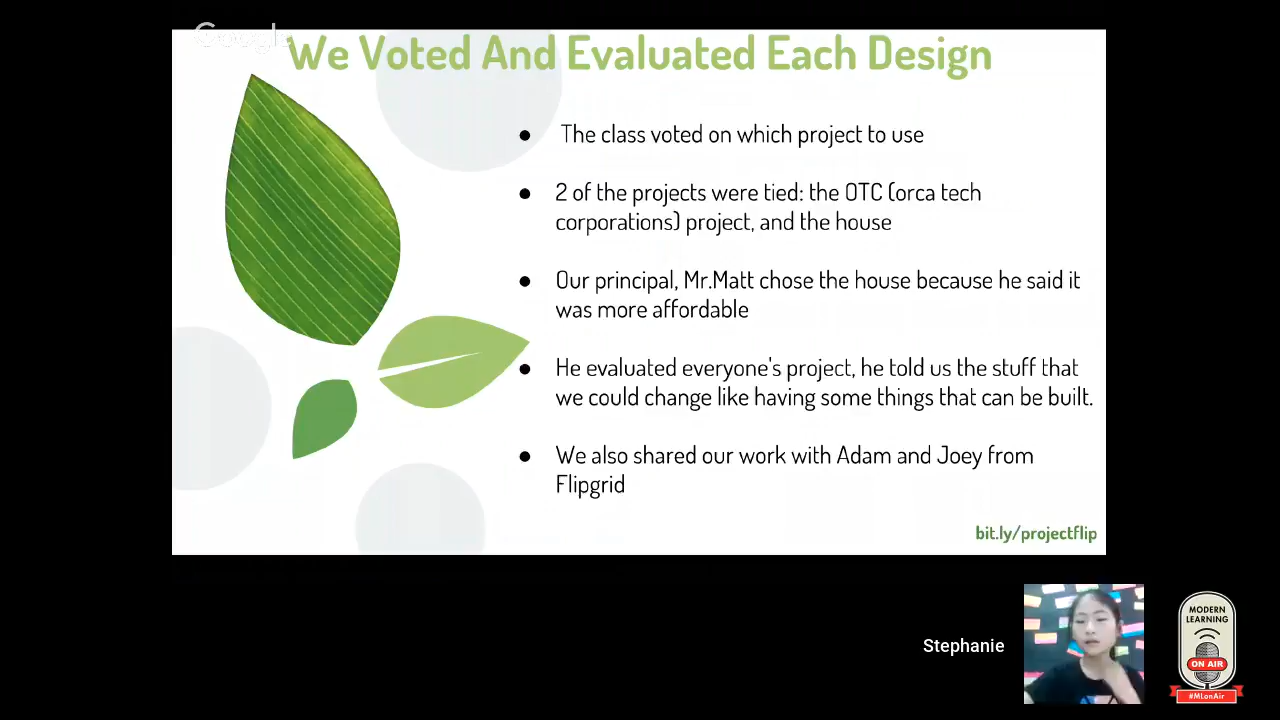 Google
We Voted And Evaluated Each Design
● The class voted on which project to use
● 2 of the projects were tied: the OTC (orca tech
corporations) project, and the house
● Our principal, Mr.Matt chose the house because he said it
was more affordable
● He evaluated everyone's project, he told us the stuff that
we could change like having some things that can be built.
● We also shared our work with Adam and Joey from
Flipgrid
bit.ly/projectflip
Stephanie
MODERN
LEARNING
ON AIR
#MLonAir